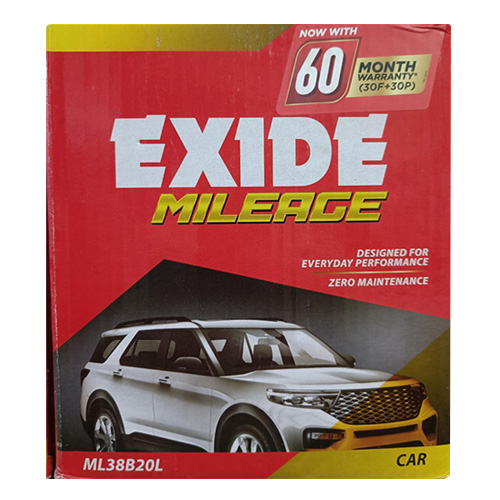 NOW WITH
60 MONTH
WARRANTY*
(30F+30P)
EXIDE
MILEAGE
DESIGNED FOR
EVERYDAY PERFORMANCE
ZERO MAINTENANCE
ML38B20L
CAR